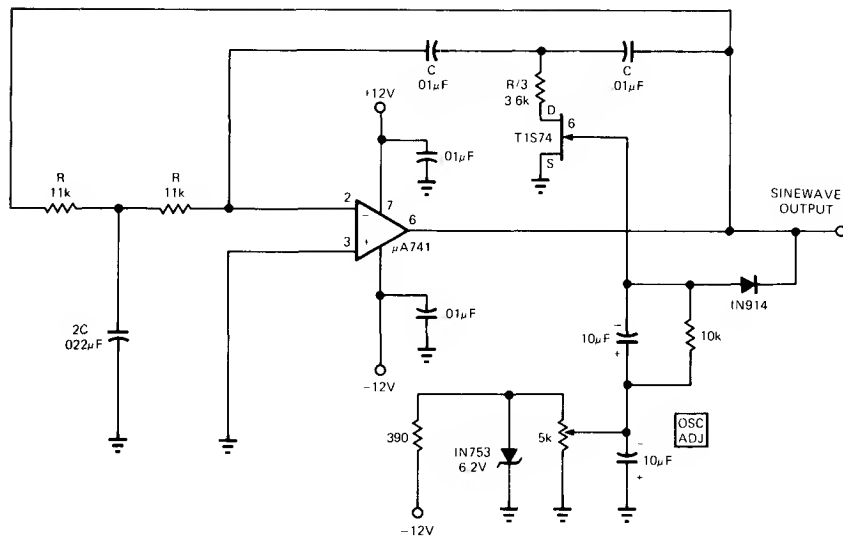 C
.01µF
C
.01µF
R/3
3.6k
D
6
T1S74
S
+12V
.01µF
R
11k
R
11k
2
7
−
6
3
+
µA741
SINEWAVE
OUTPUT
1N914
.01µF
2C
.022µF
−
10µF
+
10k
−12V
OSC
ADJ
390
IN753
6.2V
5k
−
10µF
+
−12V